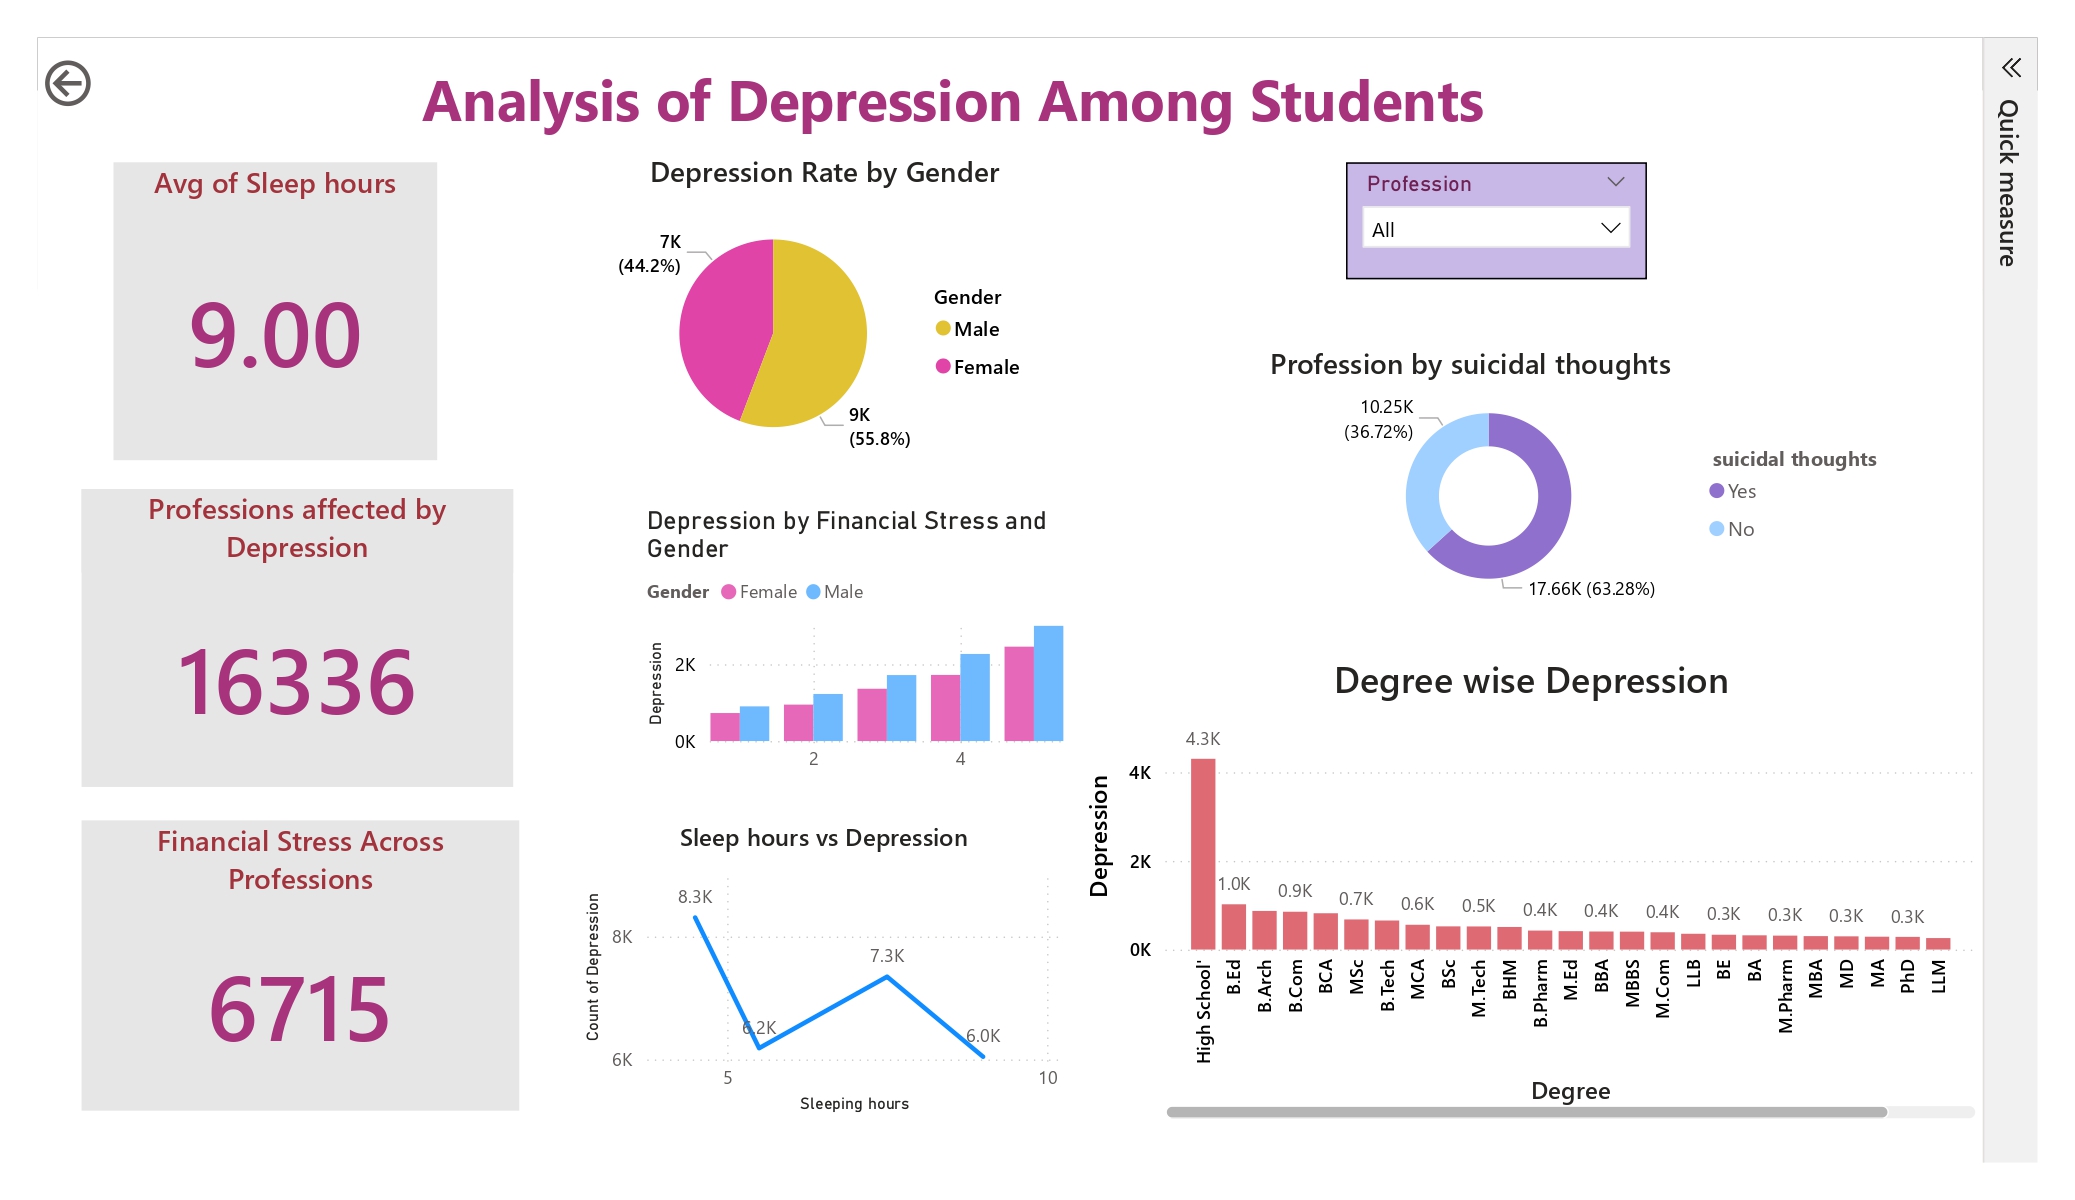 Analysis of Depression Among Students
Quick measure
Avg of Sleep hours
9.00
Professions affected by
Depression
16336
Financial Stress Across
Professions
6715
Depression Rate by Gender
7K
(44.2%)
9K
(55.8%)
Gender
Male
Female
Depression by Financial Stress and
Gender
Gender Female Male
Depression
2K
0K
2 4
Sleep hours vs Depression
Count of Depression
8K
6K
8.3K
6.2K
7.3K
6.0K
5 10
Sleeping hours
Profession
All
Profession by suicidal thoughts
10.25K
(36.72%)
17.66K (63.28%)
suicidal thoughts
Yes
No
Degree wise Depression
Depression
4K
2K
0K
4.3K
1.0K
0.9K
0.7K
0.6K
0.5K
0.4K
0.4K
0.4K
0.3K
0.3K
0.3K
0.3K
High School'
B.Ed
B.Arch
B.Com
BCA
MSc
B.Tech
MCA
BSc
M.Tech
BHM
B.Pharm
M.Ed
BBA
MBBS
M.Com
LLB
BE
BA
M.Pharm
MBA
MD
MA
PhD
LLM
Degree